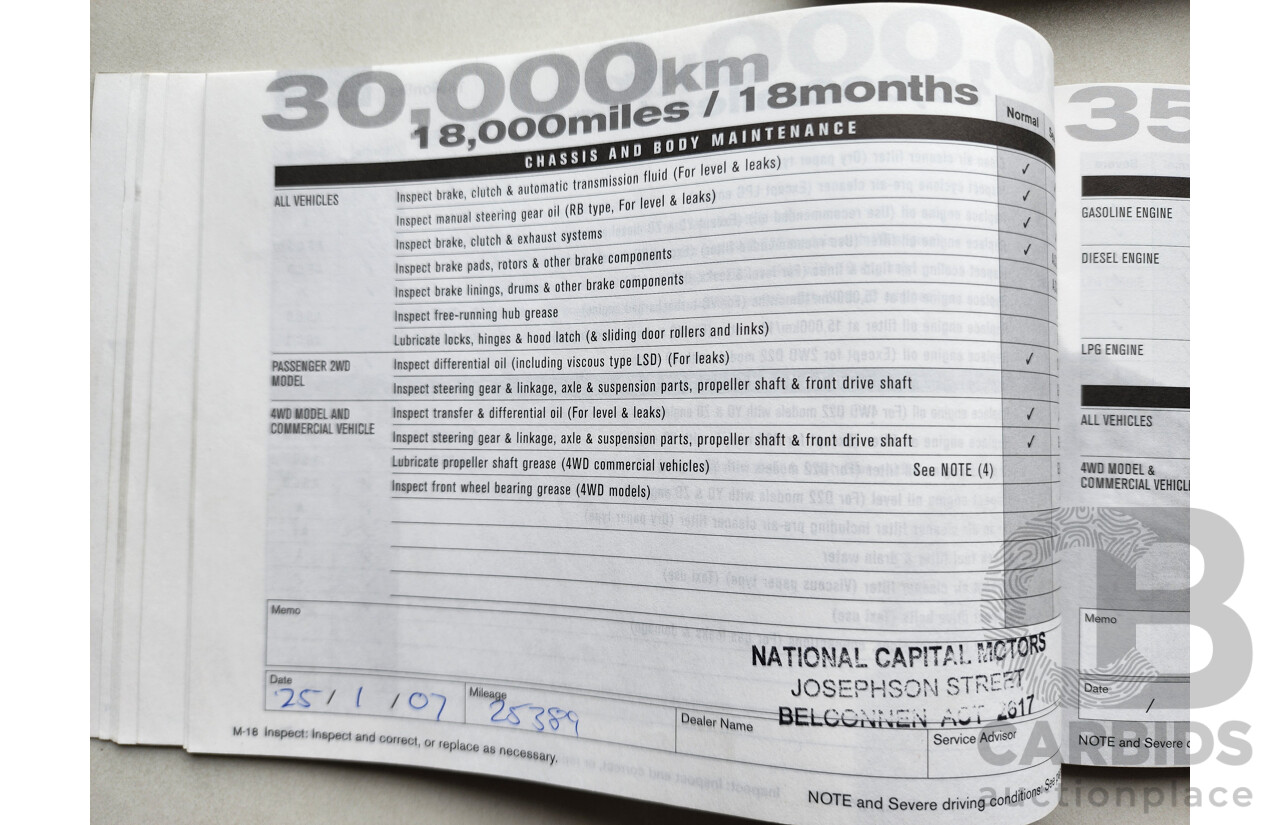 30,000km
18,000miles / 18months
Normal
CHASSIS AND BODY MAINTENANCE
ALL VEHICLES
Inspect brake, clutch & automatic transmission fluid (For level & leaks) ✓
Inspect manual steering gear oil (RB type, For level & leaks) ✓
Inspect brake, clutch & exhaust systems ✓
Inspect brake pads, rotors & other brake components ✓
Inspect brake linings, drums & other brake components
Inspect free-running hub grease
Lubricate locks, hinges & hood latch (& sliding door rollers and links)
PASSENGER 2WD
MODEL
Inspect differential oil (including viscous type LSD) (For leaks) ✓
Inspect steering gear & linkage, axle & suspension parts, propeller shaft & front drive shaft
4WD MODEL AND
COMMERCIAL VEHICLE
Inspect transfer & differential oil (For level & leaks) ✓
Inspect steering gear & linkage, axle & suspension parts, propeller shaft & front drive shaft ✓
Lubricate propeller shaft grease (4WD commercial vehicles) See NOTE (4)
Inspect front wheel bearing grease (4WD models)
Memo
NATIONAL CAPITAL MOTORS
JOSEPHSON STREET
BELCONNEN ACT 2617
Date
25 / 1 / 07
Mileage
25389
Dealer Name
Service Advisor
M-18 Inspect: Inspect and correct, or replace as necessary.
NOTE and Severe driving conditions: See
35
GASOLINE ENGINE
DIESEL ENGINE
LPG ENGINE
ALL VEHICLES
4WD MODEL &
COMMERCIAL VEHICL
Memo
Date
/
NOTE and Severe
CB
CARBIDS
auctionplace